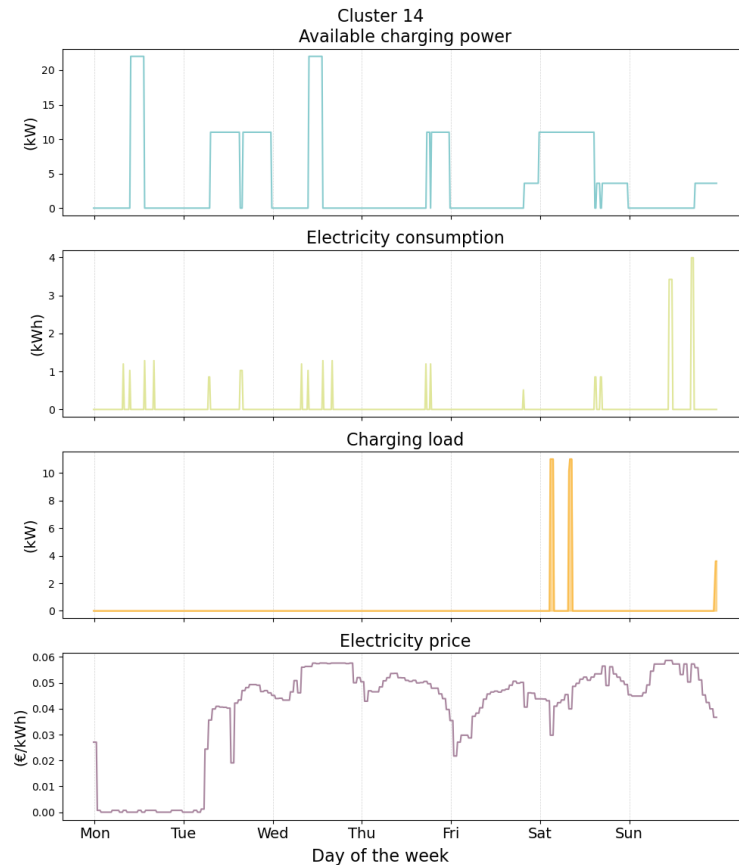 Cluster 14
Available charging power
20
15
10
5
0
(kW)
Electricity consumption
4
3
2
1
0
(kWh)
Charging load
10
8
6
4
2
0
(kW)
Electricity price
0.06
0.05
0.04
0.03
0.02
0.01
0.00
(€/kWh)
Mon Tue Wed Thu Fri Sat Sun
Day of the week